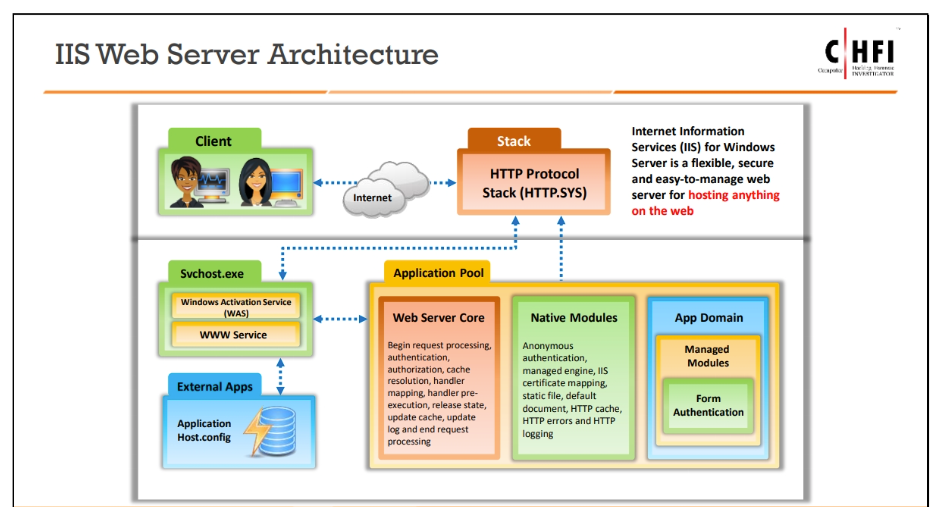 IIS Web Server Architecture
CHFI
Computer
Hacking Forensic
INVESTIGATOR
Client
Internet
Stack
HTTP Protocol
Stack (HTTP.SYS)
Internet Information
Services (IIS) for Windows
Server is a flexible, secure
and easy-to-manage web
server for hosting anything
on the web
Svchost.exe
Windows Activation Service
(WAS)
WWW Service
External Apps
Application
Host.config
Application Pool
Web Server Core
Begin request processing,
authentication,
authorization, cache
resolution, handler
mapping, handler pre-
execution, release state,
update cache, update
log and end request
processing
Native Modules
Anonymous
authentication,
managed engine, IIS
certificate mapping,
static file, default
document, HTTP cache,
HTTP errors and HTTP
logging
App Domain
Managed
Modules
Form
Authentication